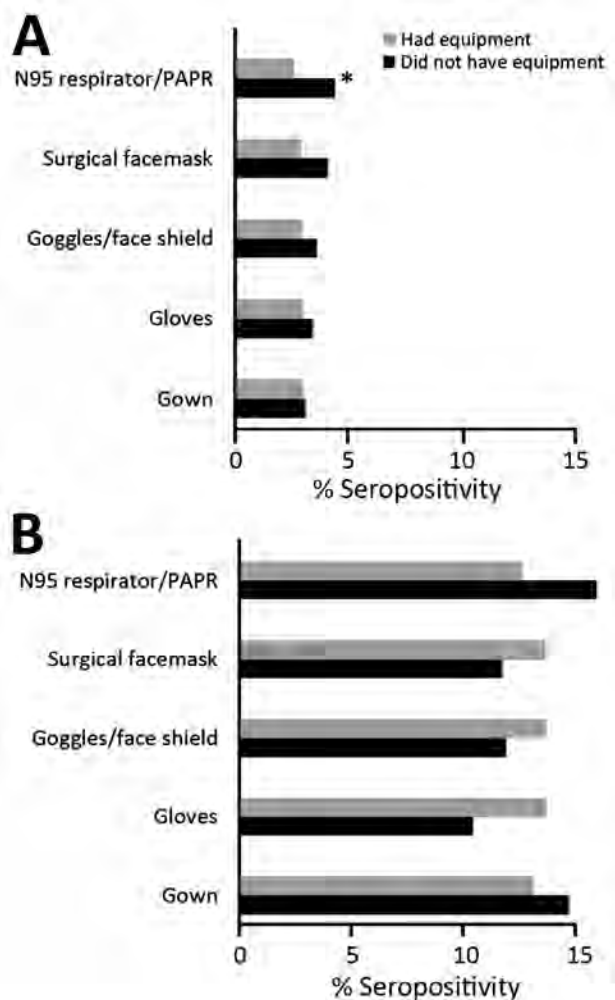 A
Had equipment
Did not have equipment
N95 respirator/PAPR
*
Surgical facemask
Goggles/face shield
Gloves
Gown
0 5 10 15
% Seropositivity
B
N95 respirator/PAPR
Surgical facemask
Goggles/face shield
Gloves
Gown
0 5 10 15
% Seropositivity